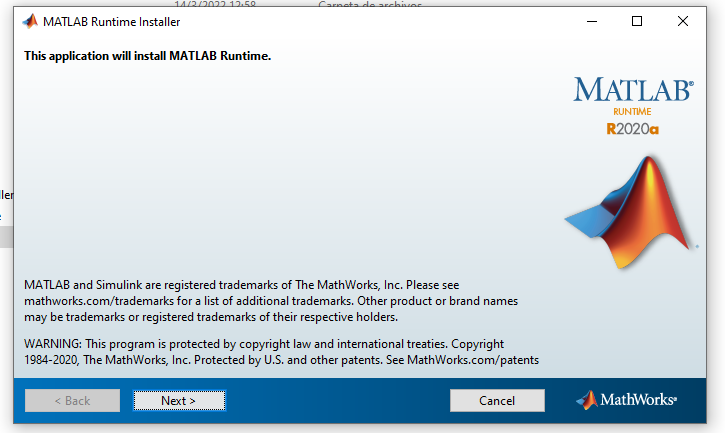 14/3/2022 12:58
Carpeta de archivos
MATLAB Runtime Installer
This application will install MATLAB Runtime.
MATLAB®
RUNTIME
R2020a
ller
MATLAB and Simulink are registered trademarks of The MathWorks, Inc. Please see
mathworks.com/trademarks for a list of additional trademarks. Other product or brand names
may be trademarks or registered trademarks of their respective holders.
WARNING: This program is protected by copyright law and international treaties. Copyright
1984-2020, The MathWorks, Inc. Protected by U.S. and other patents. See MathWorks.com/patents
< Back
Next >
Cancel
MathWorks®